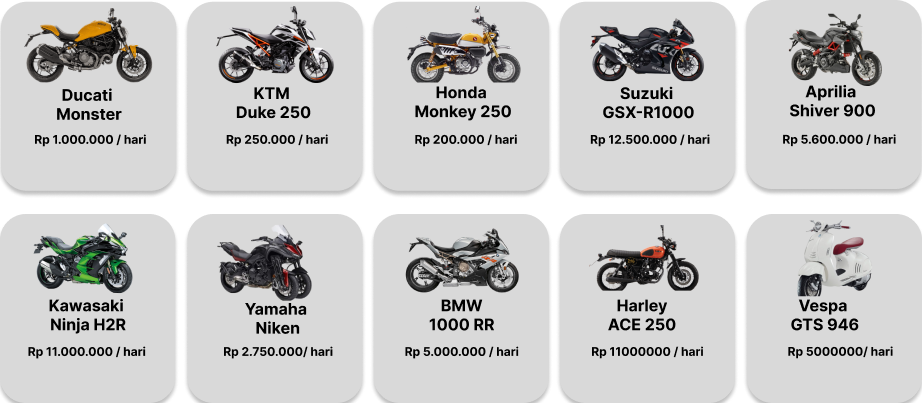 Ducati
Monster
Rp 1.000.000 / hari
KTM
Duke 250
Rp 250.000 / hari
Honda
Monkey 250
Rp 200.000 / hari
Suzuki
GSX-R1000
Rp 12.500.000 / hari
Aprilia
Shiver 900
Rp 5.600.000 / hari
Kawasaki
Ninja H2R
Rp 11.000.000 / hari
Yamaha
Niken
Rp 2.750.000/ hari
BMW
1000 RR
Rp 5.000.000 / hari
Harley
ACE 250
Rp 11000000 / hari
Vespa
GTS 946
Rp 5000000/ hari